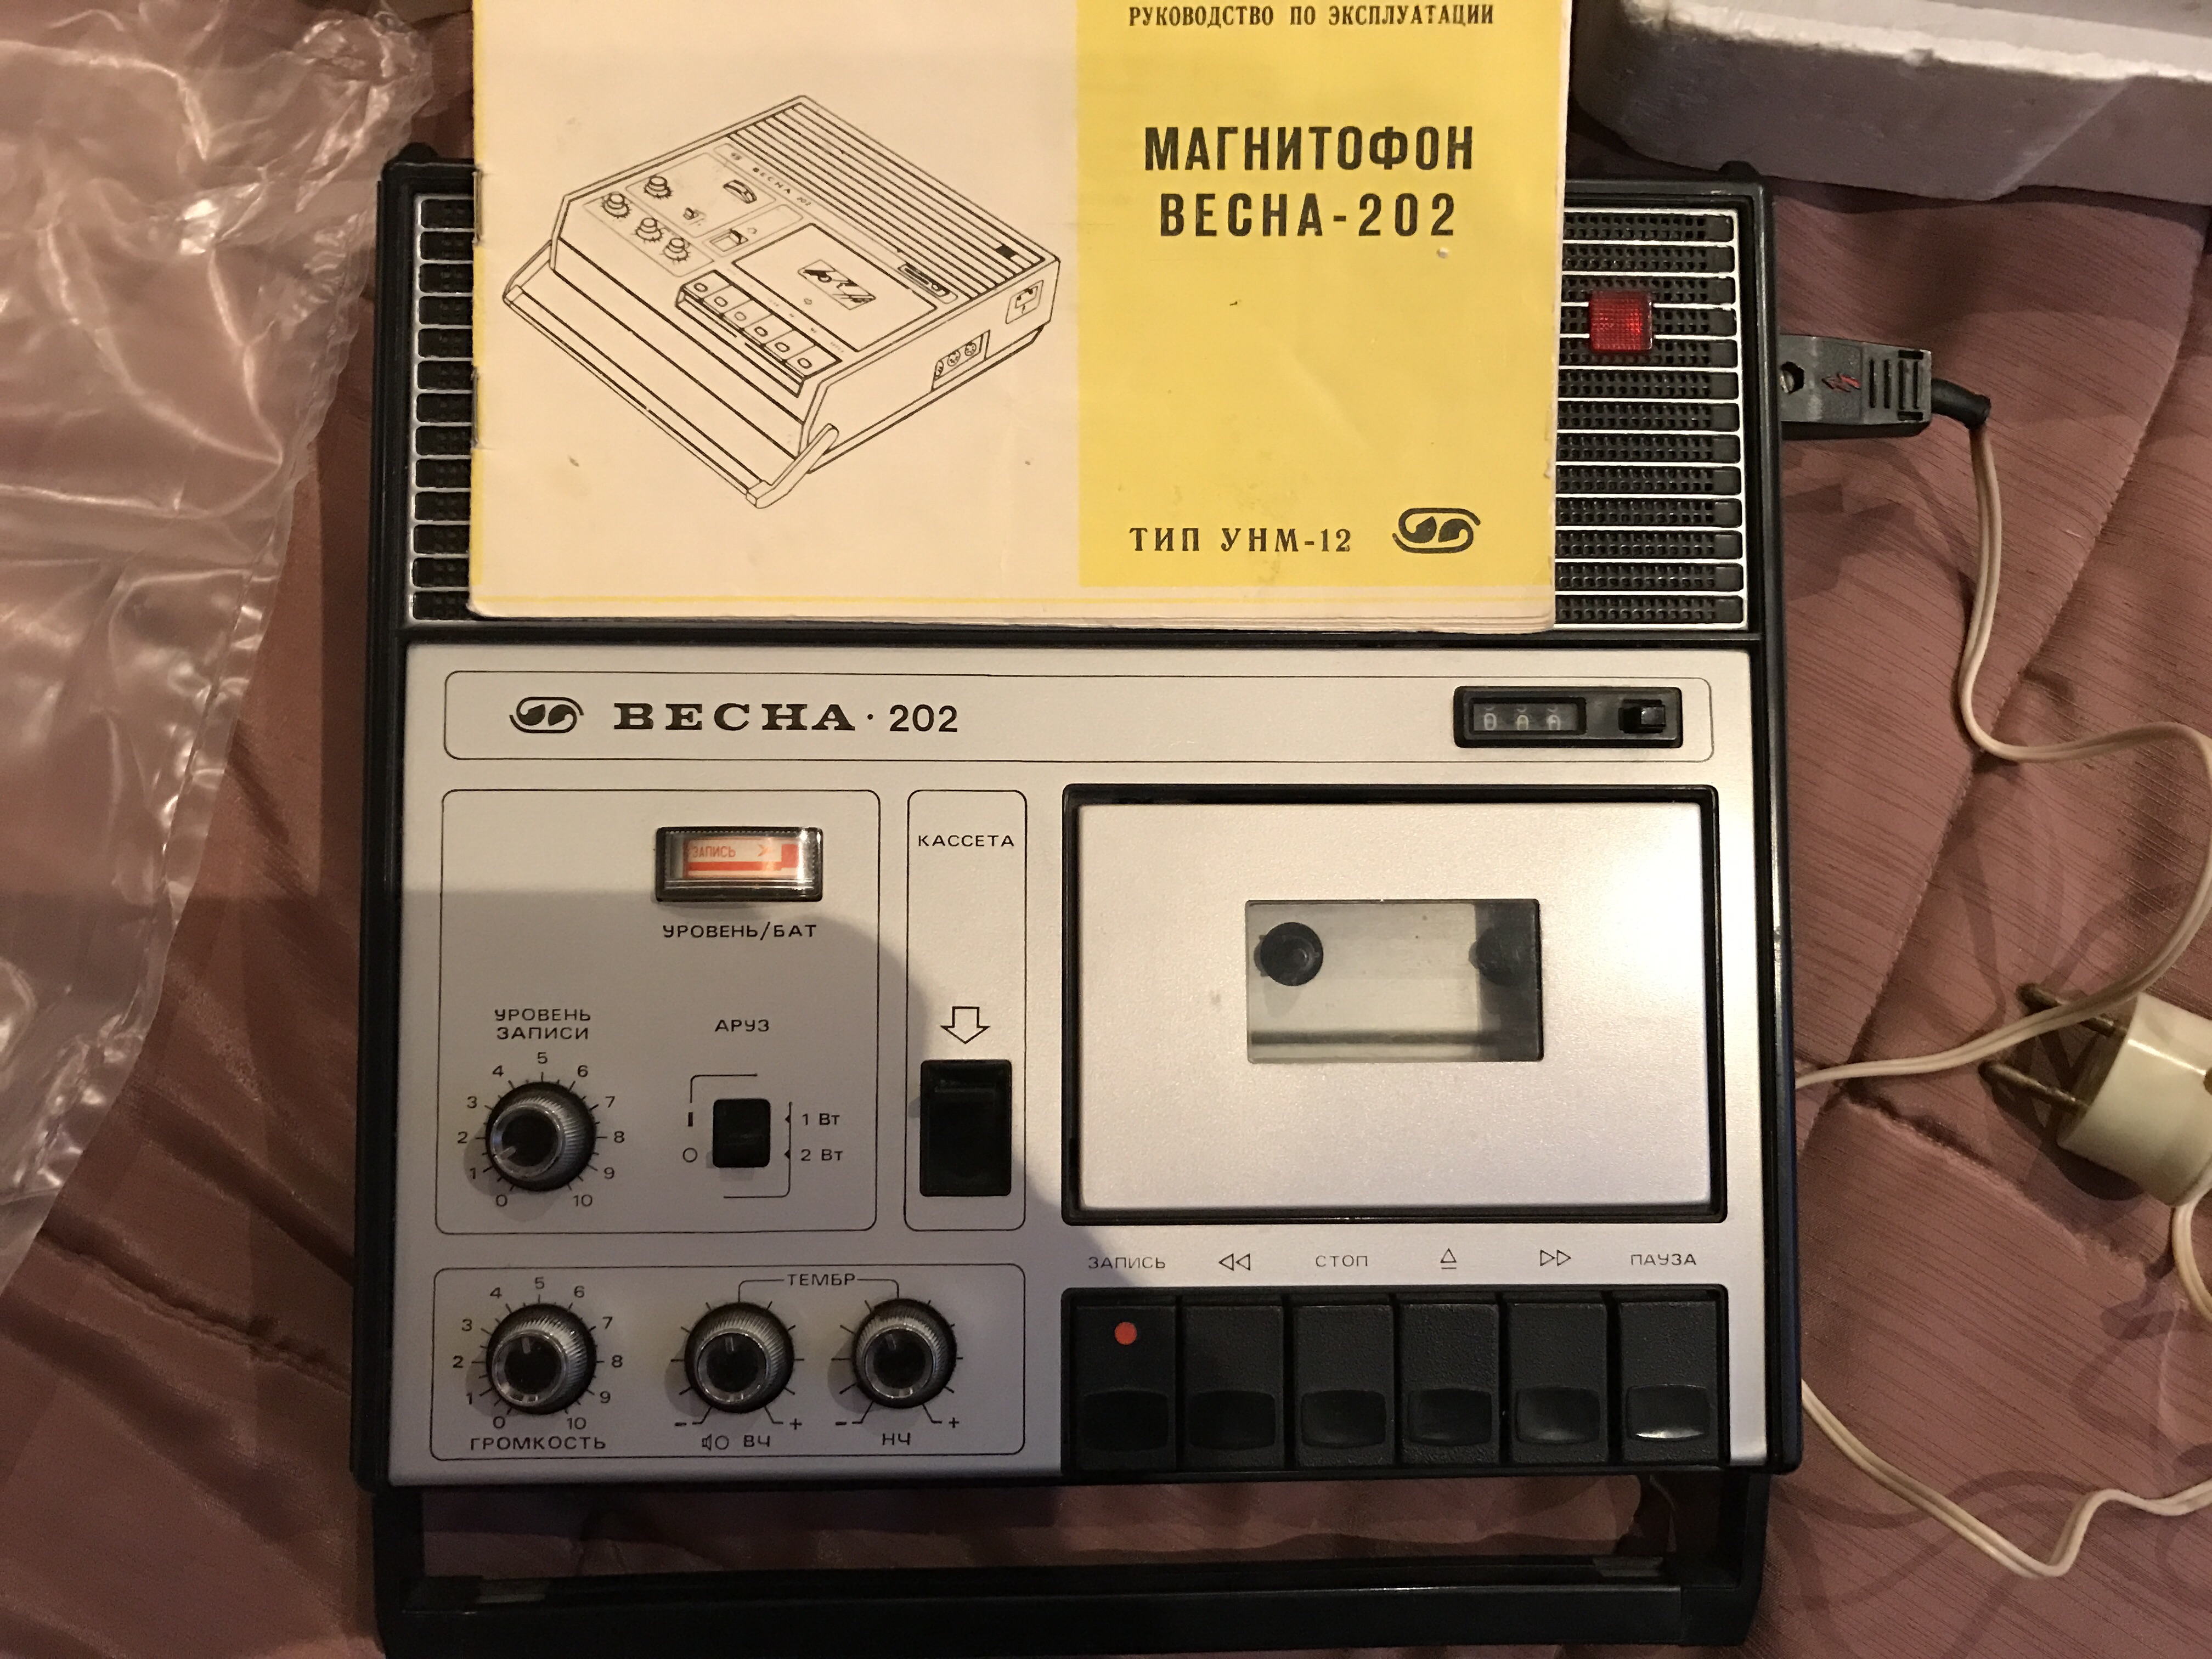 РУКОВОДСТВО ПО ЭКСПЛУАТАЦИИ
МАГНИТОФОН
ВЕСНА-202
ТИП УНМ-12
ВЕСНА · 202
ЗАПИСЬ
УРОВЕНЬ/БАТ
КАССЕТА
УРОВЕНЬ
ЗАПИСИ
0 1 2 3 4 5 6 7 8 9 10
АРУЗ
I
O
1 Вт
2 Вт
ЗАПИСЬ
СТОП
ПАУЗА
0 1 2 3 4 5 6 7 8 9 10
ГРОМКОСТЬ
ТЕМБР
- +
ВЧ
- +
НЧ